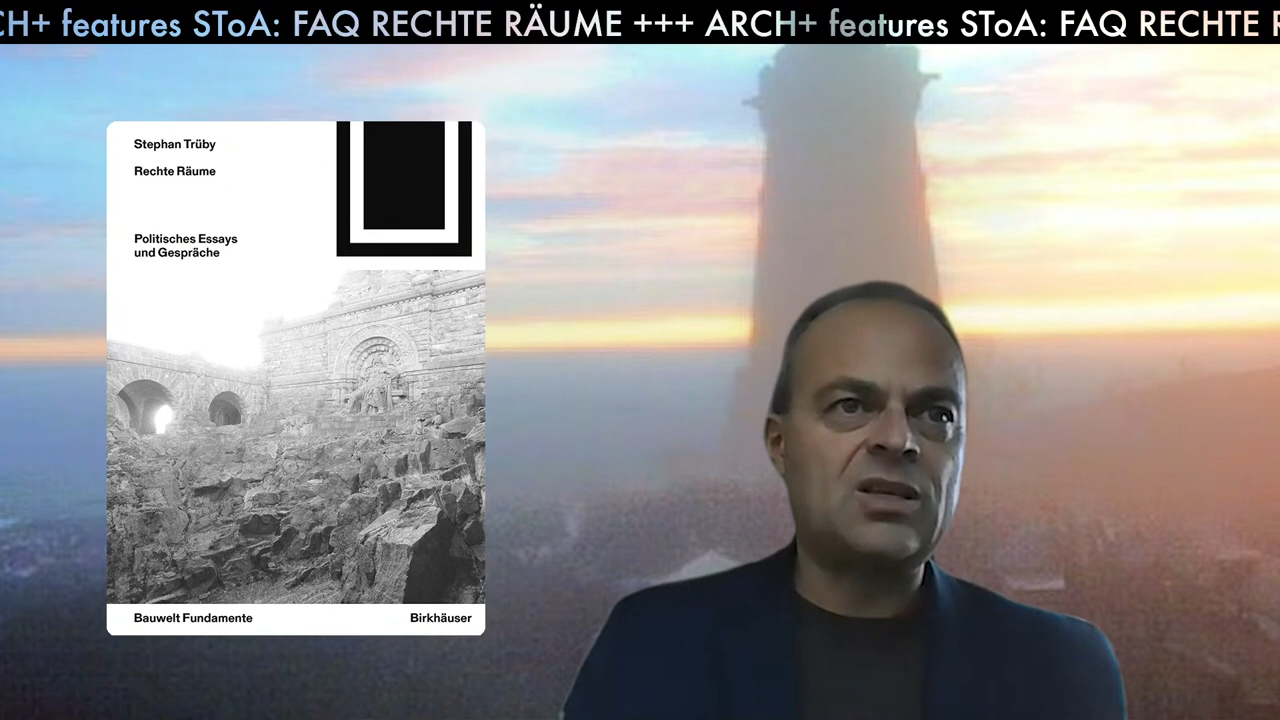 CH+ features SToA: FAQ RECHTE RÄUME +++ ARCH+ features SToA: FAQ RECHTE
Stephan Trüby
Rechte Räume
Politisches Essays
und Gespräche
Bauwelt Fundamente
Birkhäuser